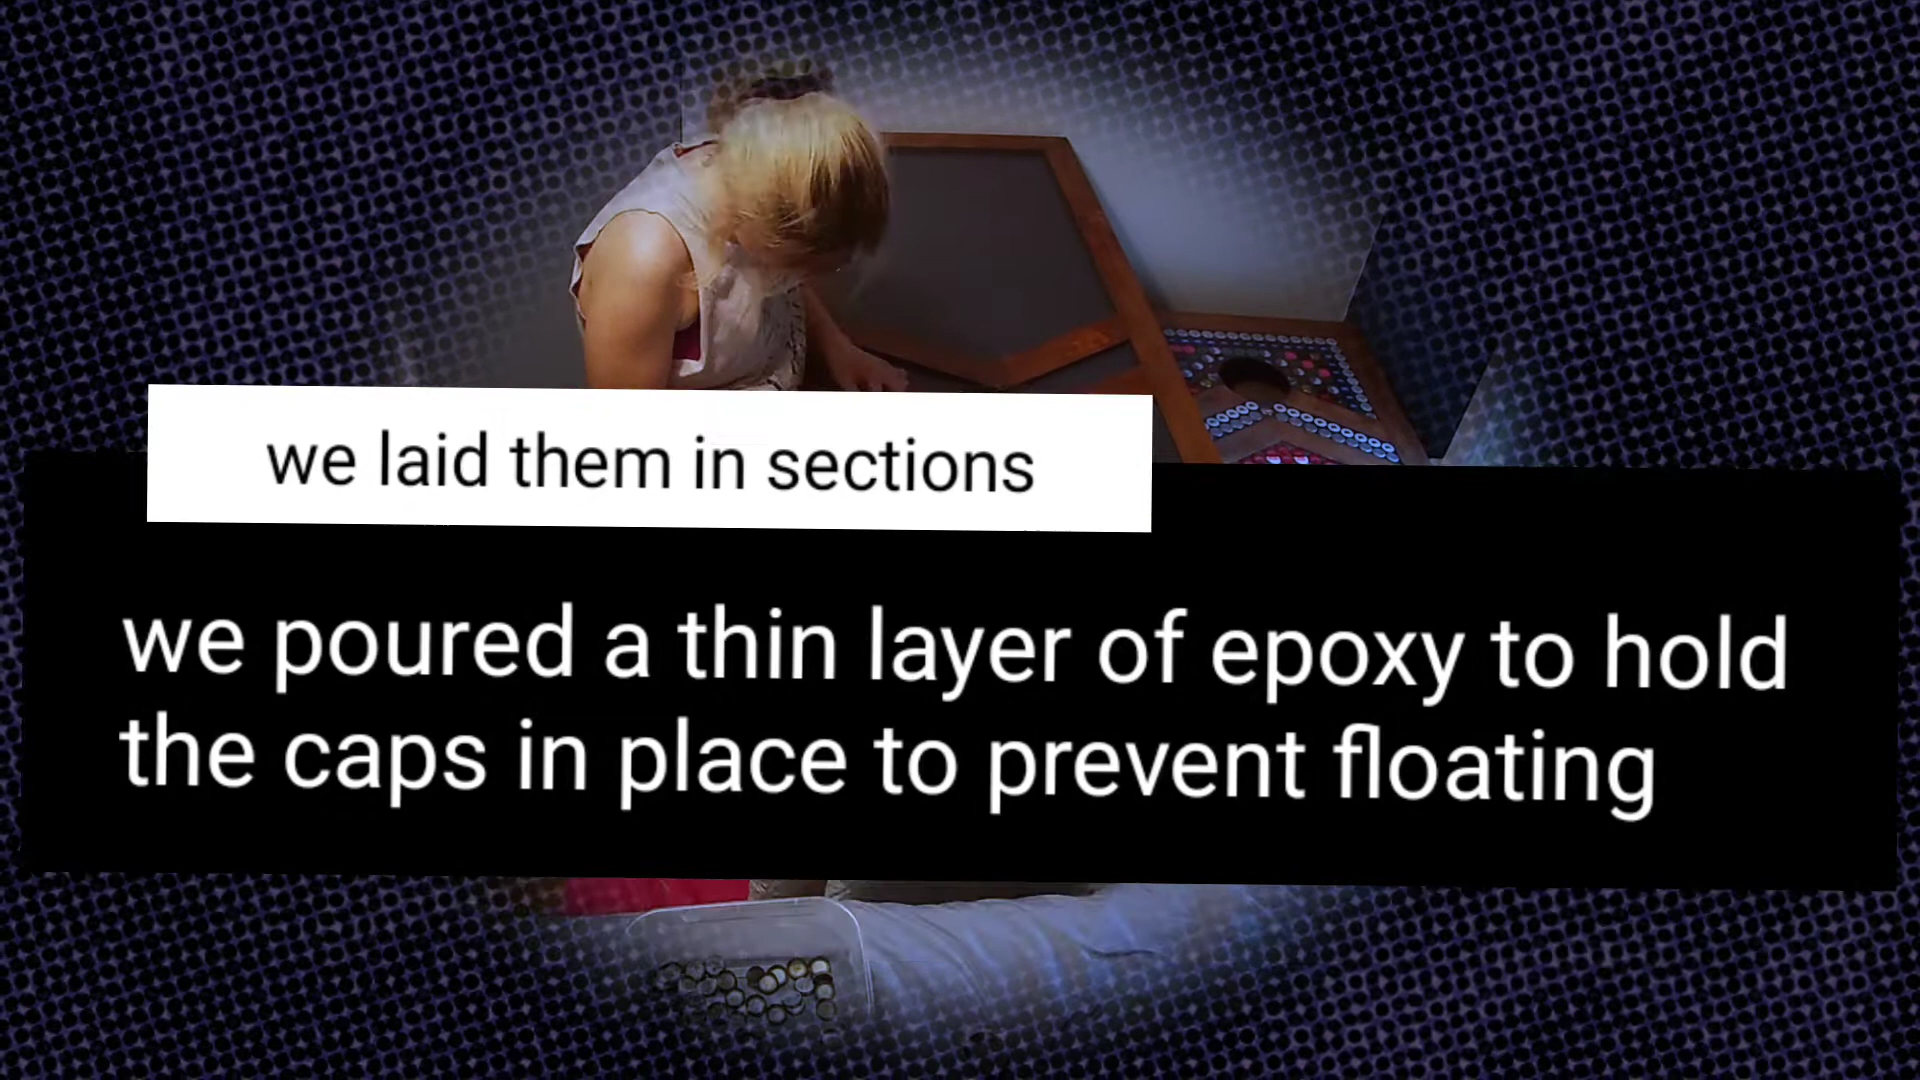 we laid them in sections
we poured a thin layer of epoxy to hold
the caps in place to prevent floating